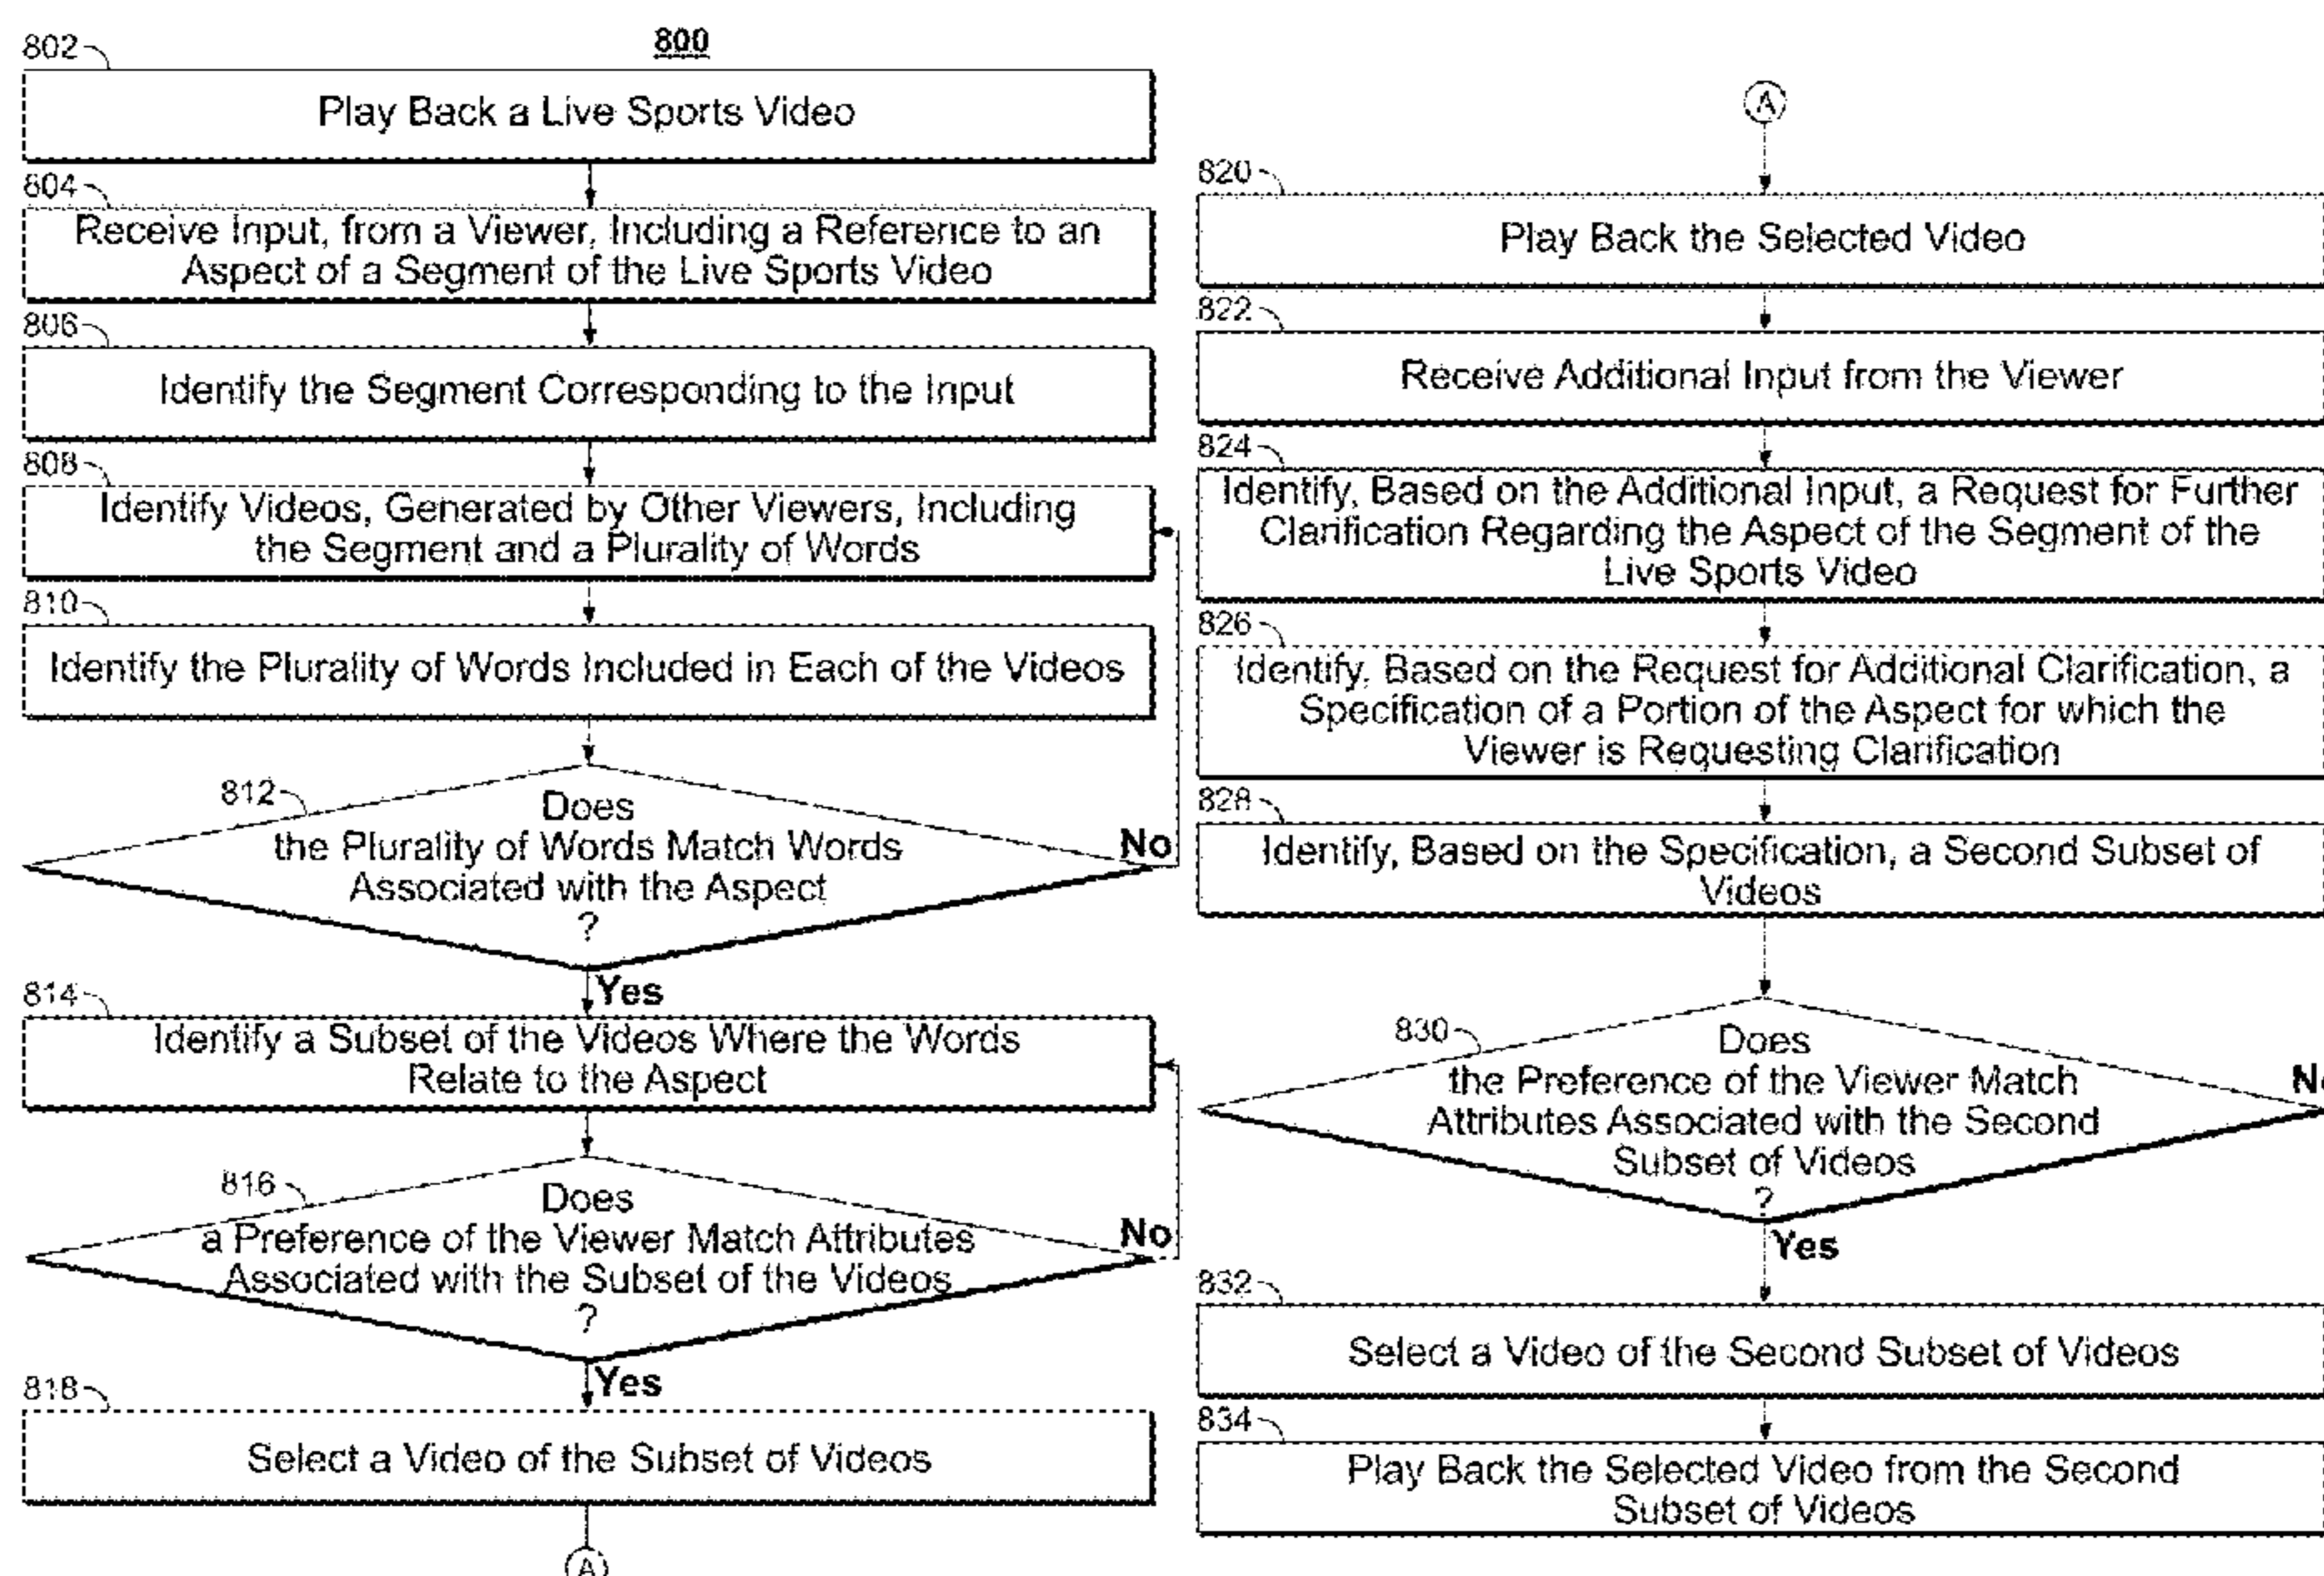 800
802
Play Back a Live Sports Video
804
Receive Input, from a Viewer, Including a Reference to an
Aspect of a Segment of the Live Sports Video
806
Identify the Segment Corresponding to the Input
808
Identify Videos, Generated by Other Viewers, Including
the Segment and a Plurality of Words
810
Identify the Plurality of Words Included in Each of the Videos
812
Does
the Plurality of Words Match Words
Associated with the Aspect
?
No
Yes
814
Identify a Subset of the Videos Where the Words
Relate to the Aspect
816
Does
a Preference of the Viewer Match Attributes
Associated with the Subset of the Videos
?
No
Yes
818
Select a Video of the Subset of Videos
A
A
820
Play Back the Selected Video
822
Receive Additional Input from the Viewer
824
Identify, Based on the Additional Input, a Request for Further
Clarification Regarding the Aspect of the Segment of the
Live Sports Video
826
Identify, Based on the Request for Additional Clarification, a
Specification of a Portion of the Aspect for which the
Viewer is Requesting Clarification
828
Identify, Based on the Specification, a Second Subset of
Videos
830
Does
the Preference of the Viewer Match
Attributes Associated with the Second
Subset of Videos
?
Yes
832
Select a Video of the Second Subset of Videos
834
Play Back the Selected Video from the Second
Subset of Videos